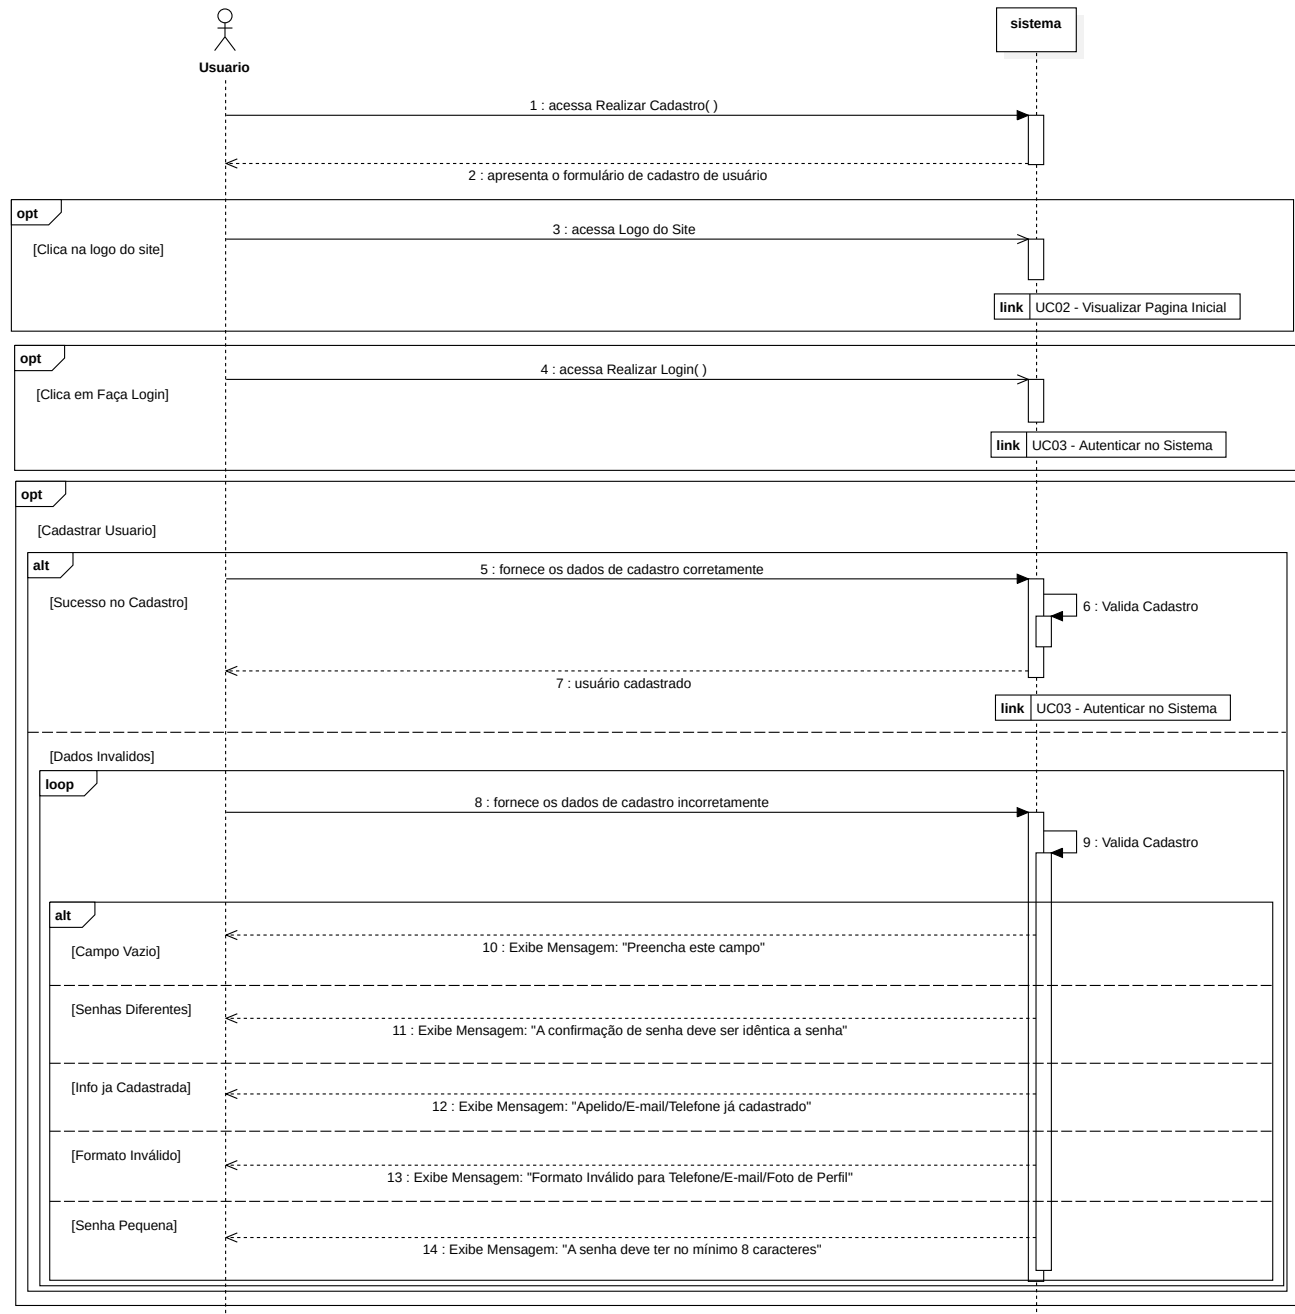 Usuario
sistema
1 : acessa Realizar Cadastro( )
2 : apresenta o formulário de cadastro de usuário
opt
[Clica na logo do site]
3 : acessa Logo do Site
link UC02 - Visualizar Pagina Inicial
opt
[Clica em Faça Login]
4 : acessa Realizar Login( )
link UC03 - Autenticar no Sistema
opt
[Cadastrar Usuario]
alt
[Sucesso no Cadastro]
5 : fornece os dados de cadastro corretamente
6 : Valida Cadastro
7 : usuário cadastrado
link UC03 - Autenticar no Sistema
[Dados Invalidos]
loop
8 : fornece os dados de cadastro incorretamente
9 : Valida Cadastro
alt
[Campo Vazio]
10 : Exibe Mensagem: "Preencha este campo"
[Senhas Diferentes]
11 : Exibe Mensagem: "A confirmação de senha deve ser idêntica a senha"
[Info ja Cadastrada]
12 : Exibe Mensagem: "Apelido/E-mail/Telefone já cadastrado"
[Formato Inválido]
13 : Exibe Mensagem: "Formato Inválido para Telefone/E-mail/Foto de Perfil"
[Senha Pequena]
14 : Exibe Mensagem: "A senha deve ter no mínimo 8 caracteres"